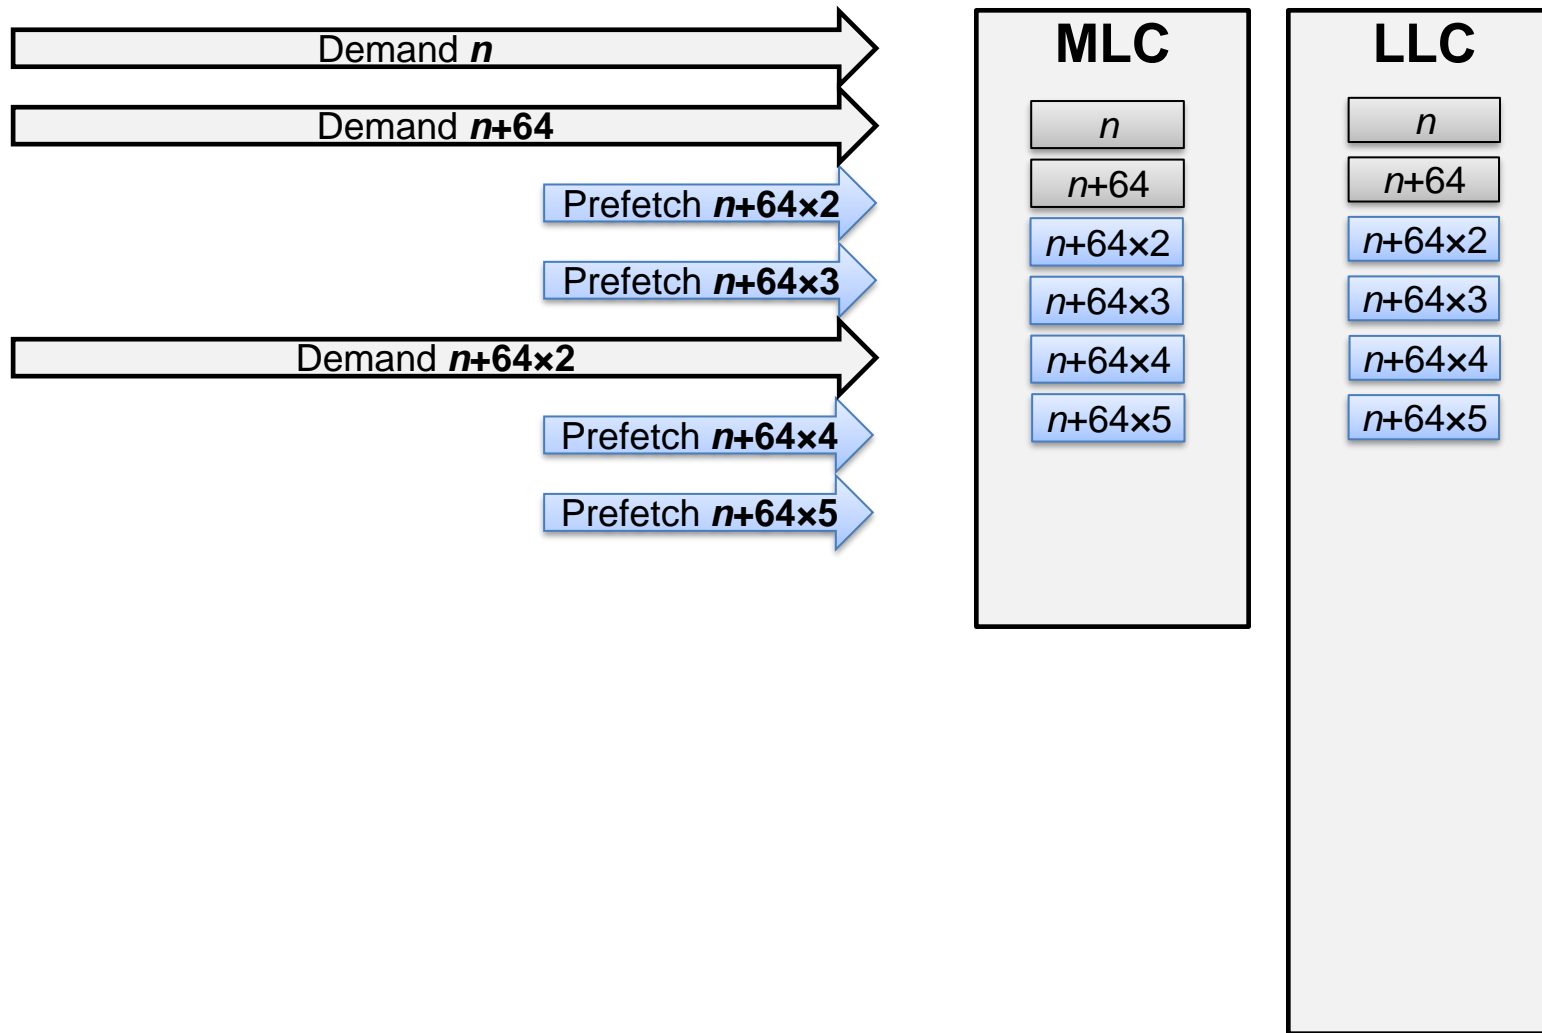 Demand n
Demand n+64
Prefetch n+64×2
Prefetch n+64×3
Demand n+64×2
Prefetch n+64×4
Prefetch n+64×5
MLC
n
n+64
n+64×2
n+64×3
n+64×4
n+64×5
LLC
n
n+64
n+64×2
n+64×3
n+64×4
n+64×5